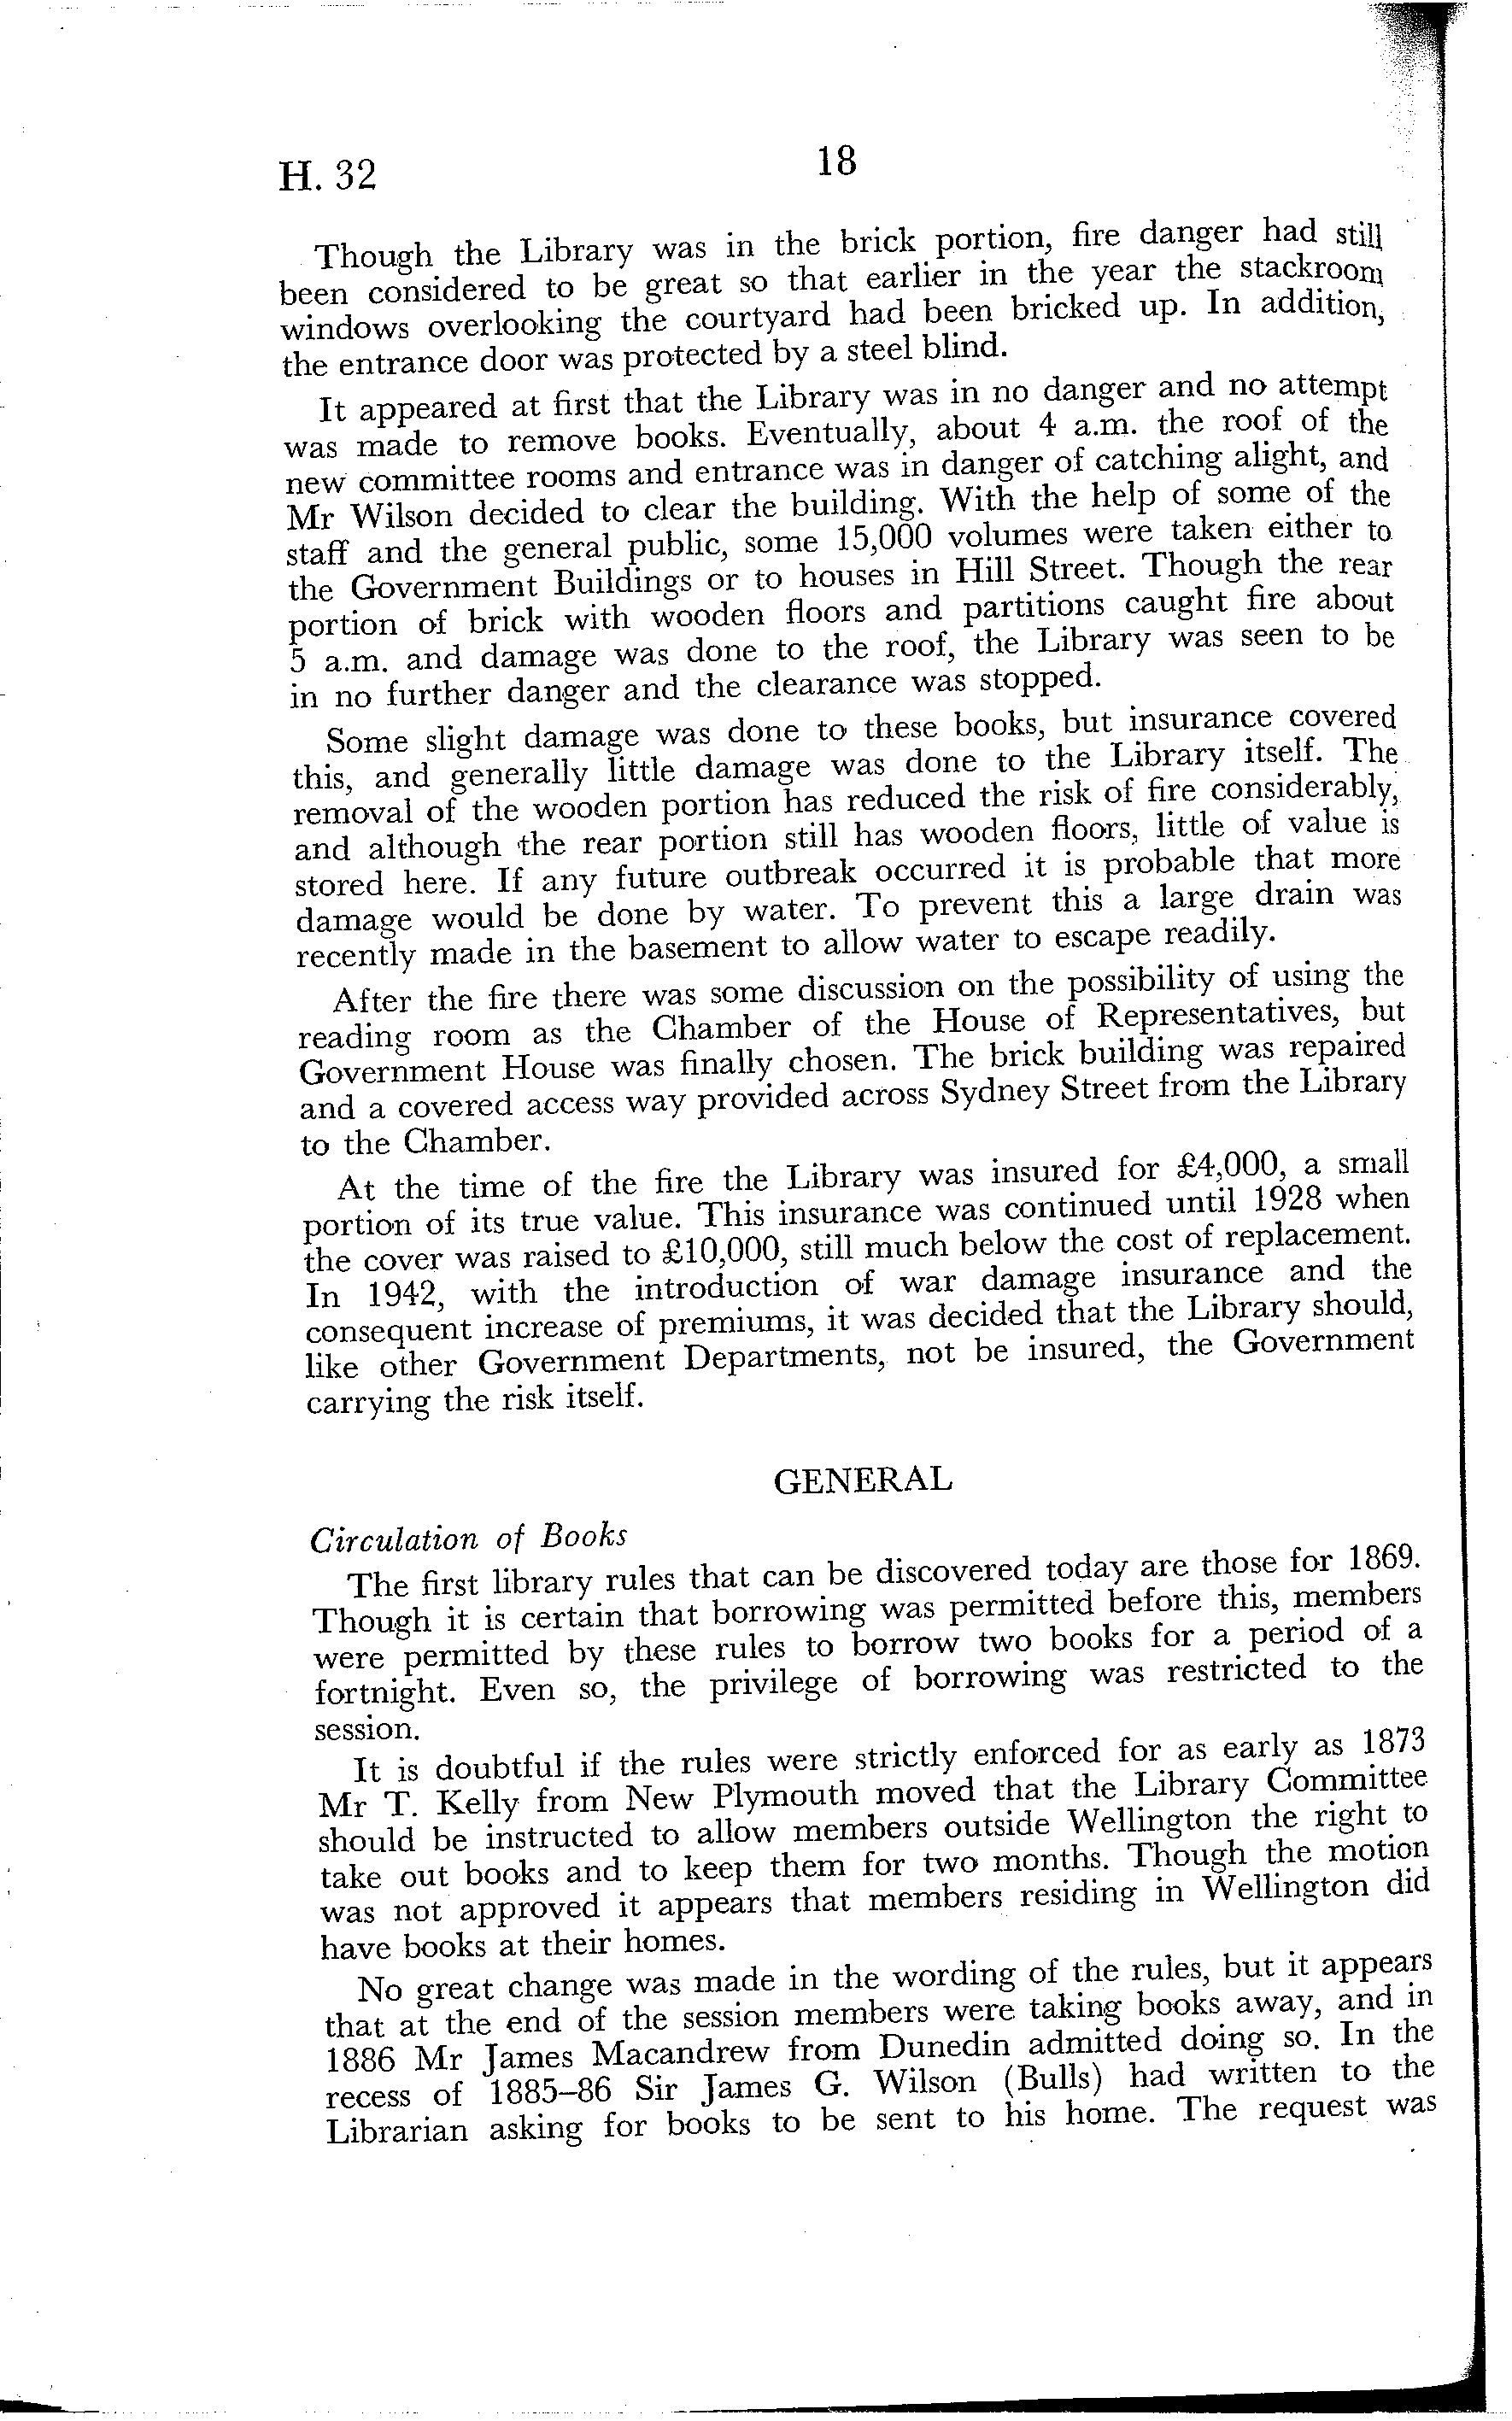 H. 32
18
Though the Library was in the brick portion, fire danger had still
been considered to be great so that earlier in the year the stackroom
windows overlooking the courtyard had been bricked up. In addition,
the entrance door was protected by a steel blind.
It appeared at first that the Library was in no danger and no attempt
was made to remove books. Eventually, about 4 a.m. the roof of the
new committee rooms and entrance was in danger of catching alight, and
Mr Wilson decided to clear the building. With the help of some of the
staff and the general public, some 15,000 volumes were taken either to
the Government Buildings or to houses in Hill Street. Though the rear
portion of brick with wooden floors and partitions caught fire about
5 a.m. and damage was done to the roof, the Library was seen to be
in no further danger and the clearance was stopped.
Some slight damage was done to these books, but insurance covered
this, and generally little damage was done to the Library itself. The
removal of the wooden portion has reduced the risk of fire considerably,
and although the rear portion still has wooden floors, little of value is
stored here. If any future outbreak occurred it is probable that more
damage would be done by water. To prevent this a large drain was
recently made in the basement to allow water to escape readily.
After the fire there was some discussion on the possibility of using the
reading room as the Chamber of the House of Representatives, but
Government House was finally chosen. The brick building was repaired
and a covered access way provided across Sydney Street from the Library
to the Chamber.
At the time of the fire the Library was insured for £4,000, a small
portion of its true value. This insurance was continued until 1928 when
the cover was raised to £10,000, still much below the cost of replacement.
In 1942, with the introduction of war damage insurance and the
consequent increase of premiums, it was decided that the Library should,
like other Government Departments, not be insured, the Government
carrying the risk itself.
GENERAL
Circulation of Books
The first library rules that can be discovered today are those for 1869.
Though it is certain that borrowing was permitted before this, members
were permitted by these rules to borrow two books for a period of a
fortnight. Even so, the privilege of borrowing was restricted to the
session.
It is doubtful if the rules were strictly enforced for as early as 1873
Mr T. Kelly from New Plymouth moved that the Library Committee
should be instructed to allow members outside Wellington the right to
take out books and to keep them for two months. Though the motion
was not approved it appears that members residing in Wellington did
have books at their homes.
No great change was made in the wording of the rules, but it appears
that at the end of the session members were taking books away, and in
1886 Mr James Macandrew from Dunedin admitted doing so. In the
recess of 1885–86 Sir James G. Wilson (Bulls) had written to the
Librarian asking for books to be sent to his home. The request was